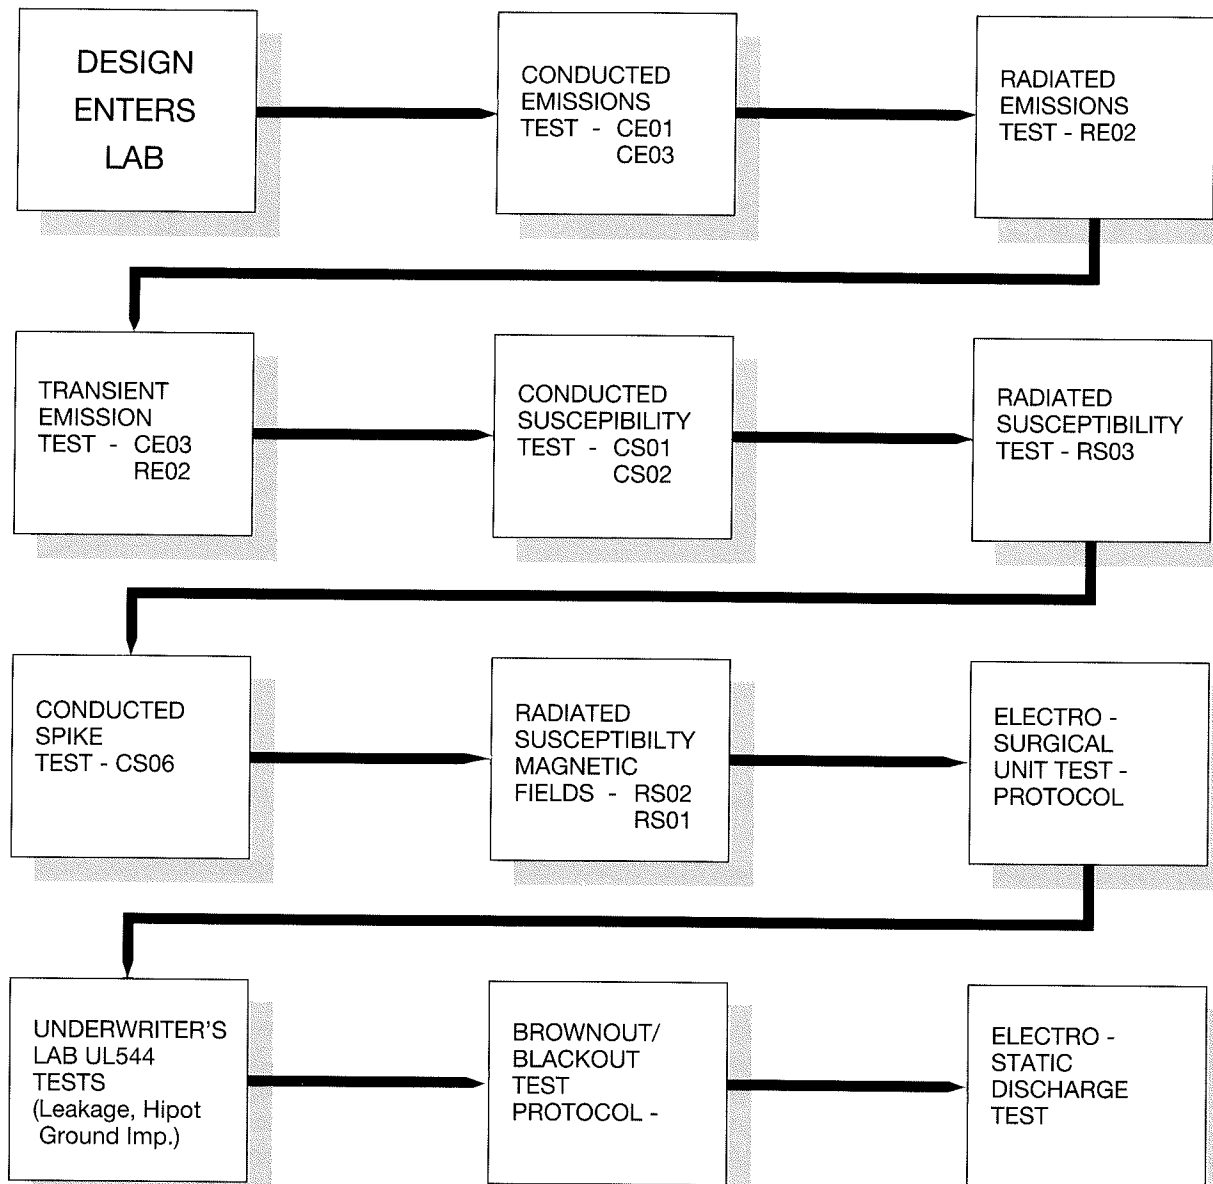 DESIGN
ENTERS
LAB
CONDUCTED
EMISSIONS
TEST - CE01
CE03
RADIATED
EMISSIONS
TEST - RE02
TRANSIENT
EMISSION
TEST - CE03
RE02
CONDUCTED
SUSCEPIBILITY
TEST - CS01
CS02
RADIATED
SUSCEPTIBILITY
TEST - RS03
CONDUCTED
SPIKE
TEST - CS06
RADIATED
SUSCEPTIBILTY
MAGNETIC
FIELDS - RS02
RS01
ELECTRO -
SURGICAL
UNIT TEST -
PROTOCOL
UNDERWRITER'S
LAB UL544
TESTS
(Leakage, Hipot
Ground Imp.)
BROWNOUT/
BLACKOUT
TEST
PROTOCOL -
ELECTRO -
STATIC
DISCHARGE
TEST